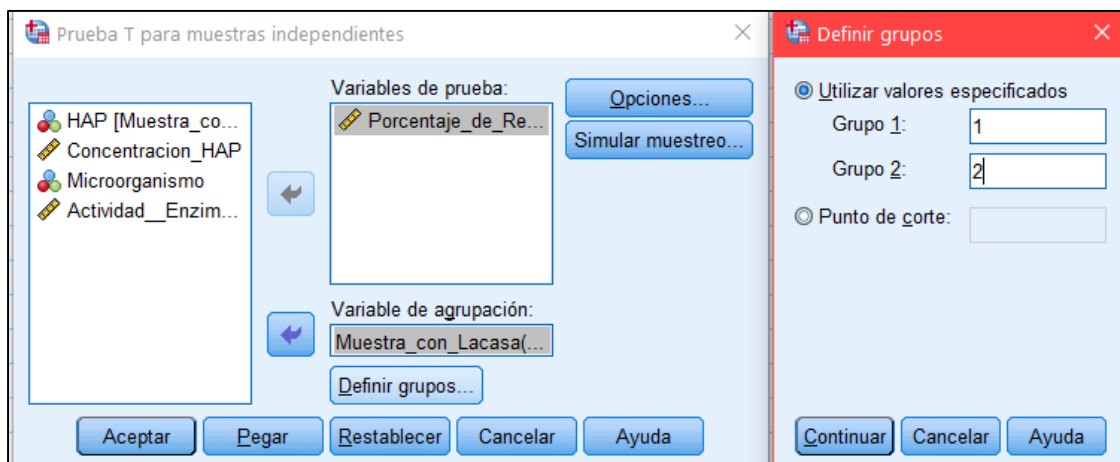 Prueba T para muestras independientes
HAP [Muestra_co...
Concentracion_HAP
Microorganismo
Actividad__Enzim...
Variables de prueba:
Porcentaje_de_Re...
Opciones...
Simular muestreo...
Variable de agrupación:
Muestra_con_Lacasa(...
Definir grupos...
Aceptar
Pegar
Restablecer
Cancelar
Ayuda
Definir grupos
Utilizar valores especificados
Grupo 1:
1
Grupo 2:
2
Punto de corte:
Continuar
Cancelar
Ayuda